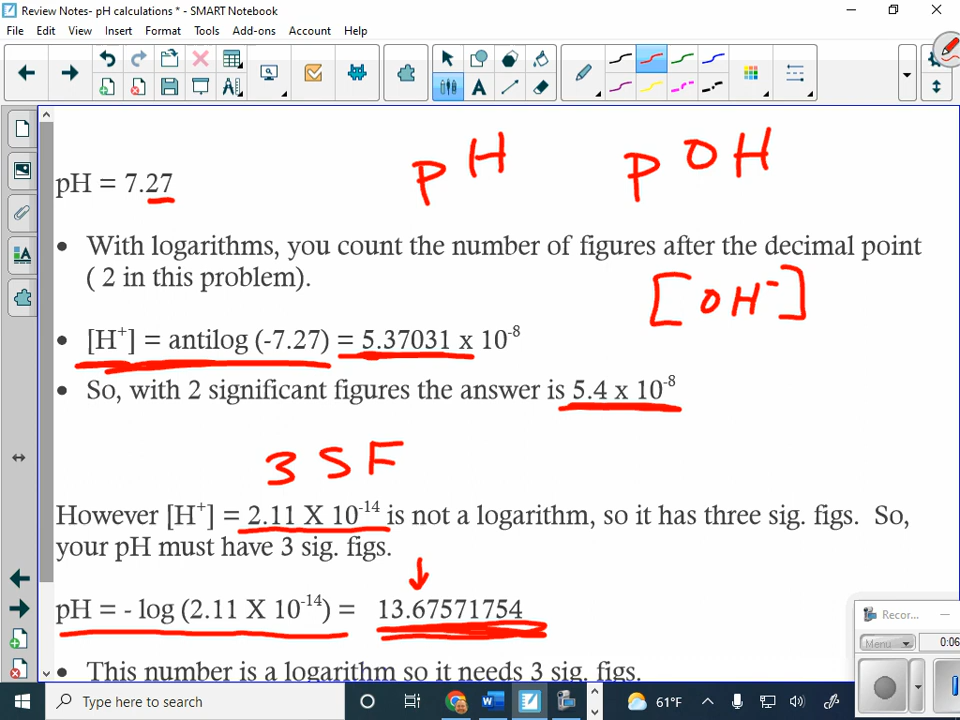 Review Notes- pH calculations * - SMART Notebook
File Edit View Insert Format Tools Add-ons Account Help
pH pOH
pH = 7.27
• With logarithms, you count the number of figures after the decimal point
( 2 in this problem).
[OH⁻]
• [H⁺] = antilog (-7.27) = 5.37031 x 10⁻⁸
• So, with 2 significant figures the answer is 5.4 x 10⁻⁸
3 SF
However [H⁺] = 2.11 X 10⁻¹⁴ is not a logarithm, so it has three sig. figs. So,
your pH must have 3 sig. figs.
pH = - log (2.11 X 10⁻¹⁴) = 13.67571754
• This number is a logarithm so it needs 3 sig. figs.
Recor...
Menu
0:06
Type here to search
61°F